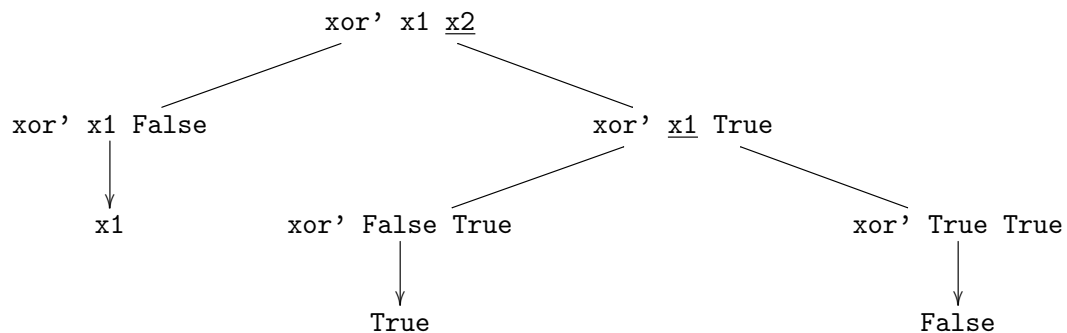 xor' x1 x2
xor' x1 False
xor' x1 True
x1
xor' False True
xor' True True
True
False